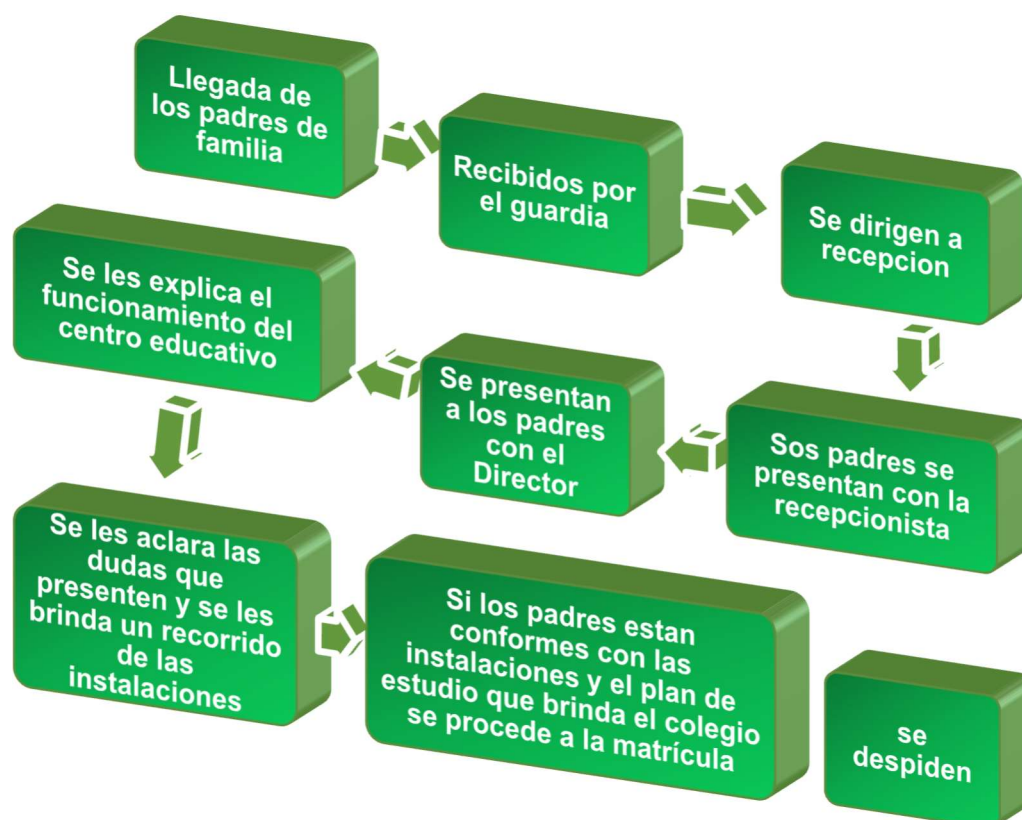 Llegada de
los padres de
familia
Recibidos por
el guardia
Se dirigen a
recepcion
Sos padres se
presentan con la
recepcionista
Se presentan
a los padres
con el
Director
Se les explica el
funcionamiento del
centro educativo
Se les aclara las
dudas que
presenten y se les
brinda un recorrido
de las
instalaciones
Si los padres estan
conformes con las
instalaciones y el plan de
estudio que brinda el colegio
se procede a la matrícula
se
despiden